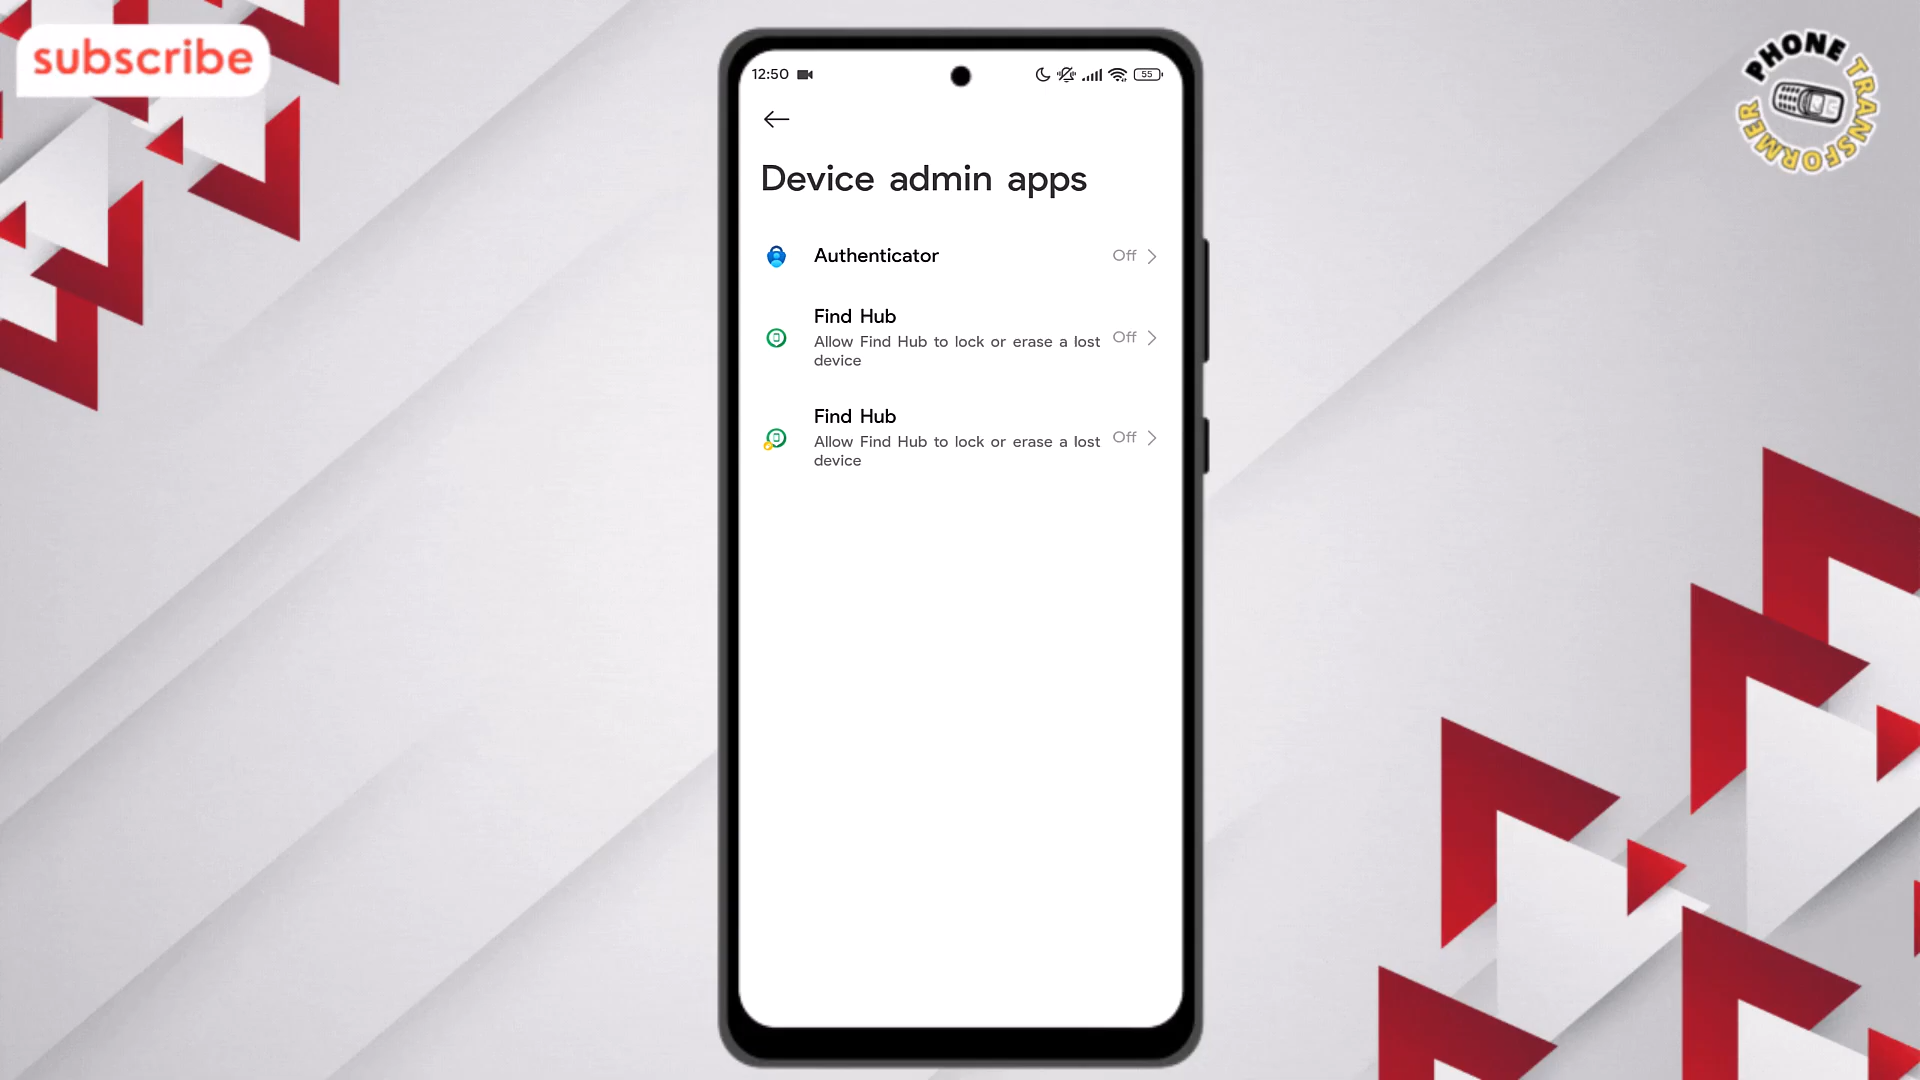 subscribe
PHONE
TRANSFORMER
12:50
55
Device admin apps
Authenticator
Off
Find Hub
Allow Find Hub to lock or erase a lost
device
Off
Find Hub
Allow Find Hub to lock or erase a lost
device
Off